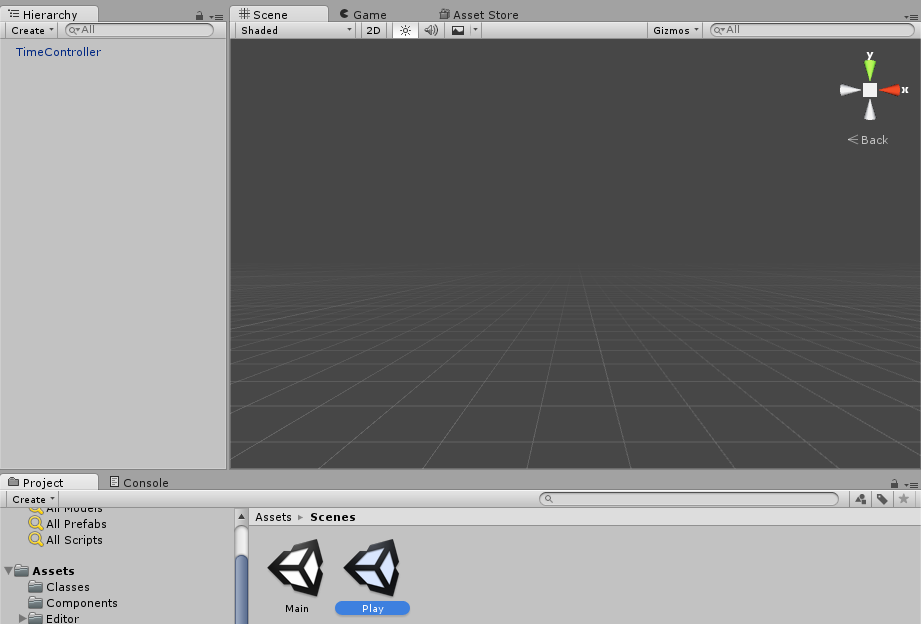 Hierarchy
Create All
TimeController
Scene Game Asset Store
Shaded 2D Gizmos All
y
x
Back
Project Console
Create
All Models
All Prefabs
All Scripts
Assets
Classes
Components
Editor
Assets Scenes
Main Play